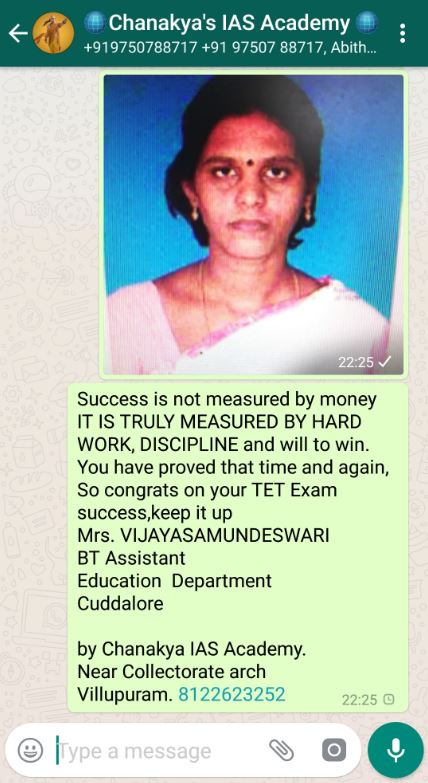 Chanakya's IAS Academy
+919750788717 +91 97507 88717, Abith...
22:25
Success is not measured by money
IT IS TRULY MEASURED BY HARD
WORK, DISCIPLINE and will to win.
You have proved that time and again,
So congrats on your TET Exam
success,keep it up
Mrs. VIJAYASAMUNDESWARI
BT Assistant
Education  Department
Cuddalore
by Chanakya IAS Academy.
Near Collectorate arch
Villupuram. 8122623252
22:25
Type a message